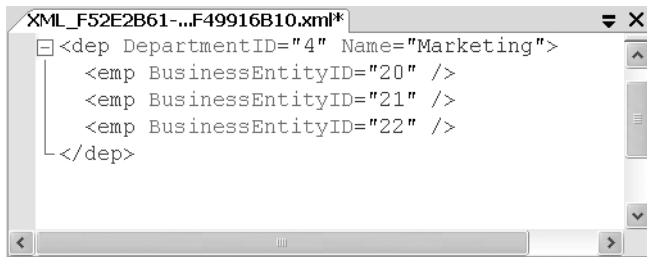 XML_F52E2B61-...F49916B10.xml*
<dep DepartmentID="4" Name="Marketing">
<emp BusinessEntityID="20" />
<emp BusinessEntityID="21" />
<emp BusinessEntityID="22" />
</dep>